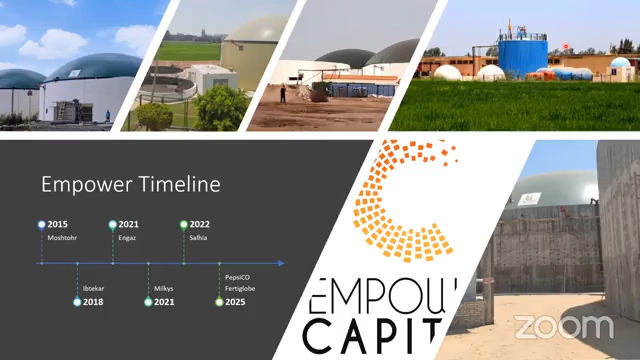 Empower Timeline
2015
Moshtohr
2021
Engaz
2022
Salhia
Ibtekar
2018
Milkys
2021
PepsiCO
Fertiglobe
2025
EMPOW
CAPIT
zoom